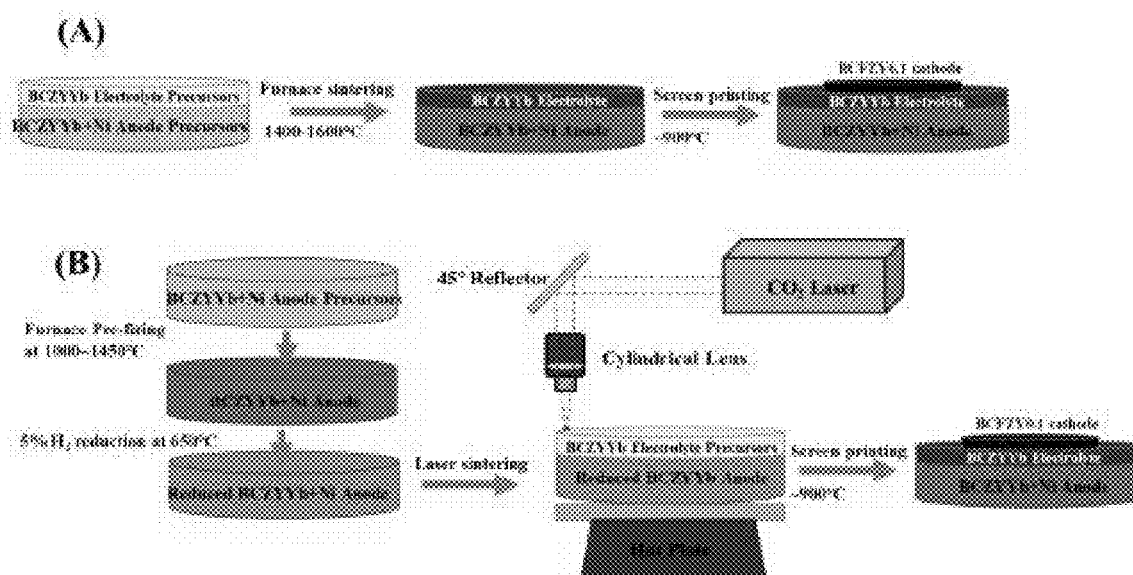 (A)
BCZYYb Electrolyte Precursors
BCZYYb+Ni Anode Precursors
Furnace sintering
1400-1600°C
BCZYYb Electrolyte
BCZYYb+Ni Anode
Screen printing
~900°C
BCFZY0.1 cathode
BCZYYb Electrolyte
BCZYYb+Ni Anode
(B)
BCZYYb+Ni Anode Precursors
Furnace Pre-firing
at 1000~1450°C
BCZYYb+Ni Anode
5% H2 reduction at 650°C
Reduced BCZYYb+Ni Anode
Laser sintering
45° Reflector
CO2 Laser
Cylindrical Lens
BCZYYb Electrolyte Precursors
Reduced BCZYYb Anode
Hot Plate
Screen printing
~900°C
BCFZY0.1 cathode
BCZYYb Electrolyte
BCZYYb+Ni Anode